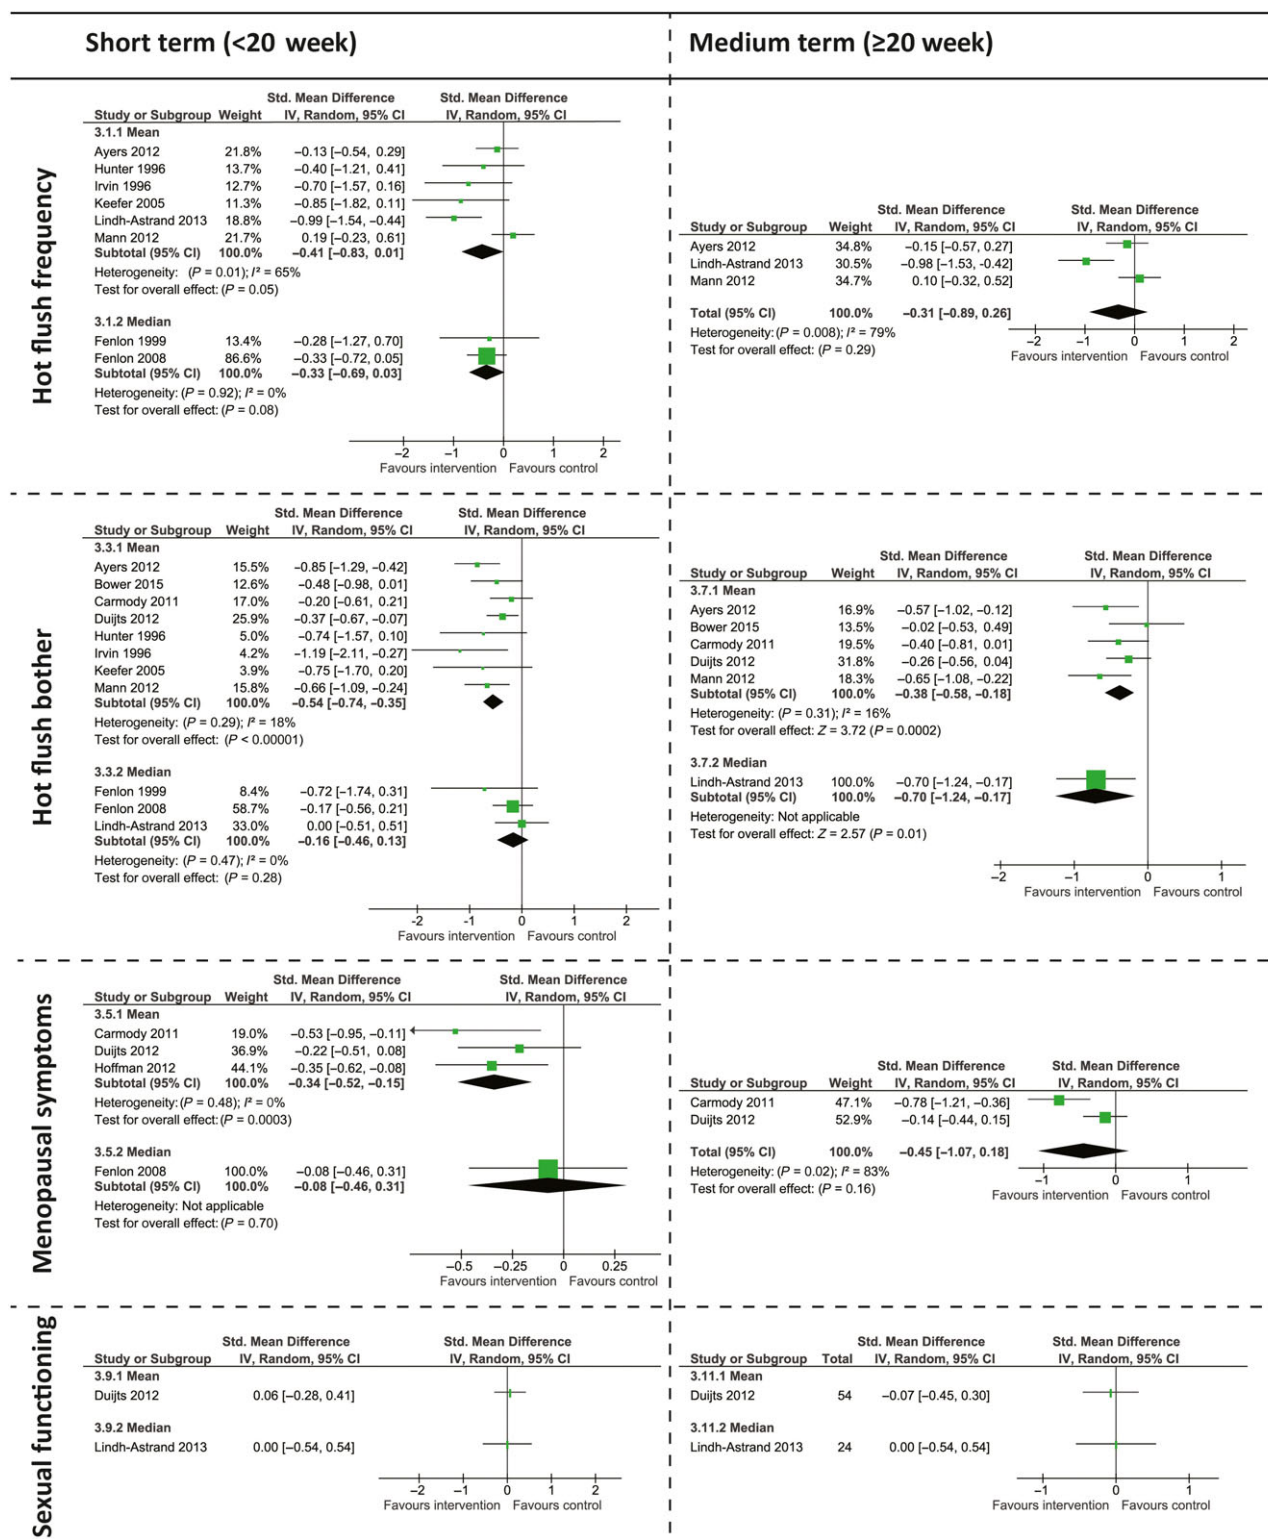 Short term (<20 week)
Medium term (≥20 week)
Hot flush frequency
Std. Mean Difference Std. Mean Difference
Study or Subgroup Weight IV, Random, 95% CI IV, Random, 95% CI
3.1.1 Mean
Ayers 2012 21.8% −0.13 [−0.54, 0.29]
Hunter 1996 13.7% −0.40 [−1.21, 0.41]
Irvin 1996 12.7% −0.70 [−1.57, 0.16]
Keefer 2005 11.3% −0.85 [−1.82, 0.11]
Lindh-Astrand 2013 18.8% −0.99 [−1.54, −0.44]
Mann 2012 21.7% 0.19 [−0.23, 0.61]
Subtotal (95% CI) 100.0% −0.41 [−0.83, 0.01]
Heterogeneity: (P = 0.01); I² = 65%
Test for overall effect: (P = 0.05)
3.1.2 Median
Fenlon 1999 13.4% −0.28 [−1.27, 0.70]
Fenlon 2008 86.6% −0.33 [−0.72, 0.05]
Subtotal (95% CI) 100.0% −0.33 [−0.69, 0.03]
Heterogeneity: (P = 0.92); I² = 0%
Test for overall effect: (P = 0.08)
−2 −1 0 1 2
Favours intervention Favours control
Std. Mean Difference Std. Mean Difference
Study or Subgroup Weight IV, Random, 95% CI IV, Random, 95% CI
Ayers 2012 34.8% −0.15 [−0.57, 0.27]
Lindh-Astrand 2013 30.5% −0.98 [−1.53, −0.42]
Mann 2012 34.7% 0.10 [−0.32, 0.52]
Total (95% CI) 100.0% −0.31 [−0.89, 0.26]
Heterogeneity: (P = 0.008); I² = 79%
Test for overall effect: (P = 0.29)
−2 −1 0 1 2
Favours intervention Favours control
Hot flush bother
Std. Mean Difference Std. Mean Difference
Study or Subgroup Weight IV, Random, 95% CI IV, Random, 95% CI
3.3.1 Mean
Ayers 2012 15.5% −0.85 [−1.29, −0.42]
Bower 2015 12.6% −0.48 [−0.98, 0.01]
Carmody 2011 17.0% −0.20 [−0.61, 0.21]
Duijts 2012 25.9% −0.37 [−0.67, −0.07]
Hunter 1996 5.0% −0.74 [−1.57, 0.10]
Irvin 1996 4.2% −1.19 [−2.11, −0.27]
Keefer 2005 3.9% −0.75 [−1.70, 0.20]
Mann 2012 15.8% −0.66 [−1.09, −0.24]
Subtotal (95% CI) 100.0% −0.54 [−0.74, −0.35]
Heterogeneity: (P = 0.29); I² = 18%
Test for overall effect: (P < 0.00001)
3.3.2 Median
Fenlon 1999 8.4% −0.72 [−1.74, 0.31]
Fenlon 2008 58.7% −0.17 [−0.56, 0.21]
Lindh-Astrand 2013 33.0% 0.00 [−0.51, 0.51]
Subtotal (95% CI) 100.0% −0.16 [−0.46, 0.13]
Heterogeneity: (P = 0.47); I² = 0%
Test for overall effect: (P = 0.28)
-2 -1 0 1 2
Favours intervention Favours control
Std. Mean Difference Std. Mean Difference
Study or Subgroup Weight IV, Random, 95% CI IV, Random, 95% CI
3.7.1 Mean
Ayers 2012 16.9% −0.57 [−1.02, −0.12]
Bower 2015 13.5% −0.02 [−0.53, 0.49]
Carmody 2011 19.5% −0.40 [−0.81, 0.01]
Duijts 2012 31.8% −0.26 [−0.56, 0.04]
Mann 2012 18.3% −0.65 [−1.08, −0.22]
Subtotal (95% CI) 100.0% −0.38 [−0.58, −0.18]
Heterogeneity: (P = 0.31); I² = 16%
Test for overall effect: Z = 3.72 (P = 0.0002)
3.7.2 Median
Lindh-Astrand 2013 100.0% −0.70 [−1.24, −0.17]
Subtotal (95% CI) 100.0% −0.70 [−1.24, −0.17]
Heterogeneity: Not applicable
Test for overall effect: Z = 2.57 (P = 0.01)
−2 −1 0 1
Favours intervention Favours control
Menopausal symptoms
Std. Mean Difference Std. Mean Difference
Study or Subgroup Weight IV, Random, 95% CI IV, Random, 95% CI
3.5.1 Mean
Carmody 2011 19.0% −0.53 [−0.95, −0.11]
Duijts 2012 36.9% −0.22 [−0.51, 0.08]
Hoffman 2012 44.1% −0.35 [−0.62, −0.08]
Subtotal (95% CI) 100.0% −0.34 [−0.52, −0.15]
Heterogeneity: (P = 0.48); I² = 0%
Test for overall effect: (P = 0.0003)
3.5.2 Median
Fenlon 2008 100.0% −0.08 [−0.46, 0.31]
Subtotal (95% CI) 100.0% −0.08 [−0.46, 0.31]
Heterogeneity: Not applicable
Test for overall effect: (P = 0.70)
−0.5 −0.25 0 0.25
Favours intervention Favours control
Std. Mean Difference Std. Mean Difference
Study or Subgroup Weight IV, Random, 95% CI IV, Random, 95% CI
Carmody 2011 47.1% −0.78 [−1.21, −0.36]
Duijts 2012 52.9% −0.14 [−0.44, 0.15]
Total (95% CI) 100.0% −0.45 [−1.07, 0.18]
Heterogeneity: (P = 0.02); I² = 83%
Test for overall effect: (P = 0.16)
−1 0 1
Favours intervention Favours control
Sexual functioning
Std. Mean Difference Std. Mean Difference
Study or Subgroup IV, Random, 95% CI IV, Random, 95% CI
3.9.1 Mean
Duijts 2012 0.06 [−0.28, 0.41]
3.9.2 Median
Lindh-Astrand 2013 0.00 [−0.54, 0.54]
−2 −1 0 1 2
Favours intervention Favours control
Std. Mean Difference Std. Mean Difference
Study or Subgroup Total IV, Random, 95% CI IV, Random, 95% CI
3.11.1 Mean
Duijts 2012 54 −0.07 [−0.45, 0.30]
3.11.2 Median
Lindh-Astrand 2013 24 0.00 [−0.54, 0.54]
−1 0 1
Favours intervention Favours control